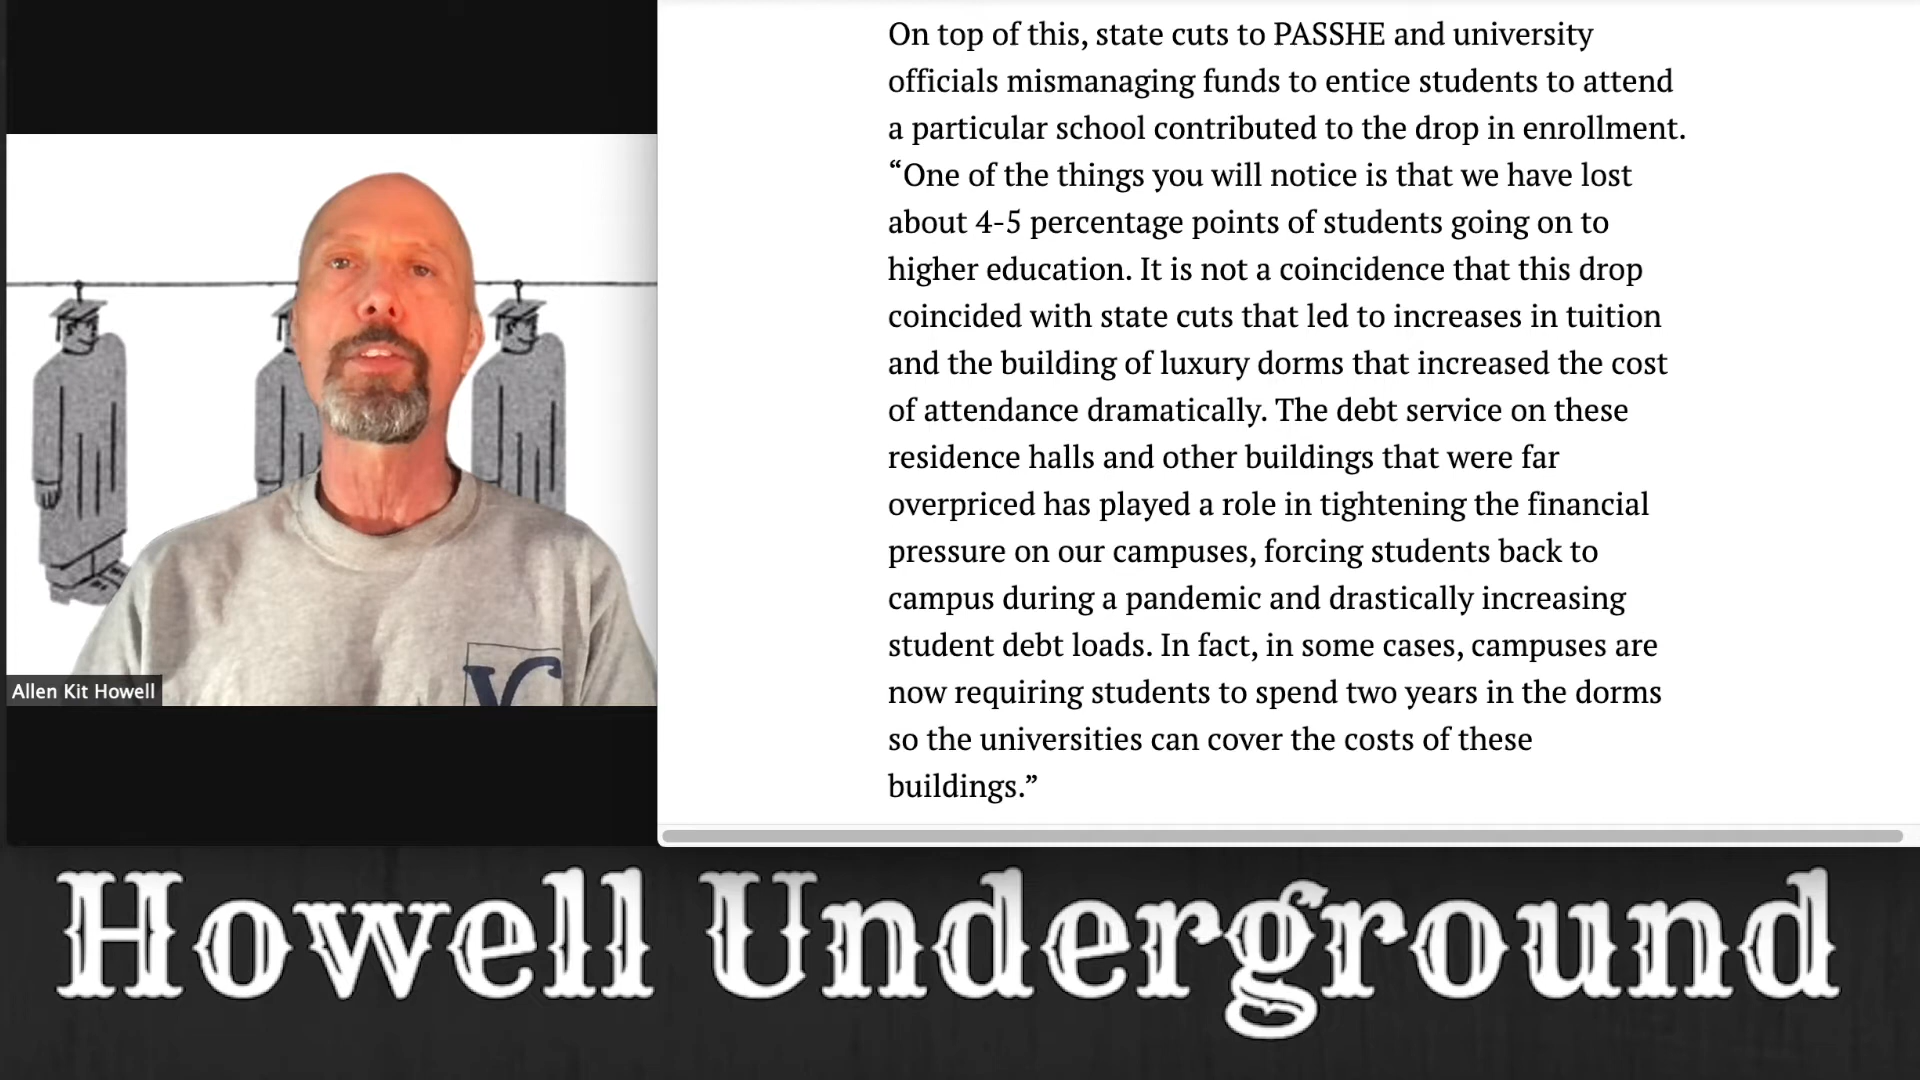 On top of this, state cuts to PASSHE and university
officials mismanaging funds to entice students to attend
a particular school contributed to the drop in enrollment.
“One of the things you will notice is that we have lost
about 4-5 percentage points of students going on to
higher education. It is not a coincidence that this drop
coincided with state cuts that led to increases in tuition
and the building of luxury dorms that increased the cost
of attendance dramatically. The debt service on these
residence halls and other buildings that were far
overpriced has played a role in tightening the financial
pressure on our campuses, forcing students back to
campus during a pandemic and drastically increasing
student debt loads. In fact, in some cases, campuses are
now requiring students to spend two years in the dorms
so the universities can cover the costs of these
buildings.”
Allen Kit Howell
Howell Underground